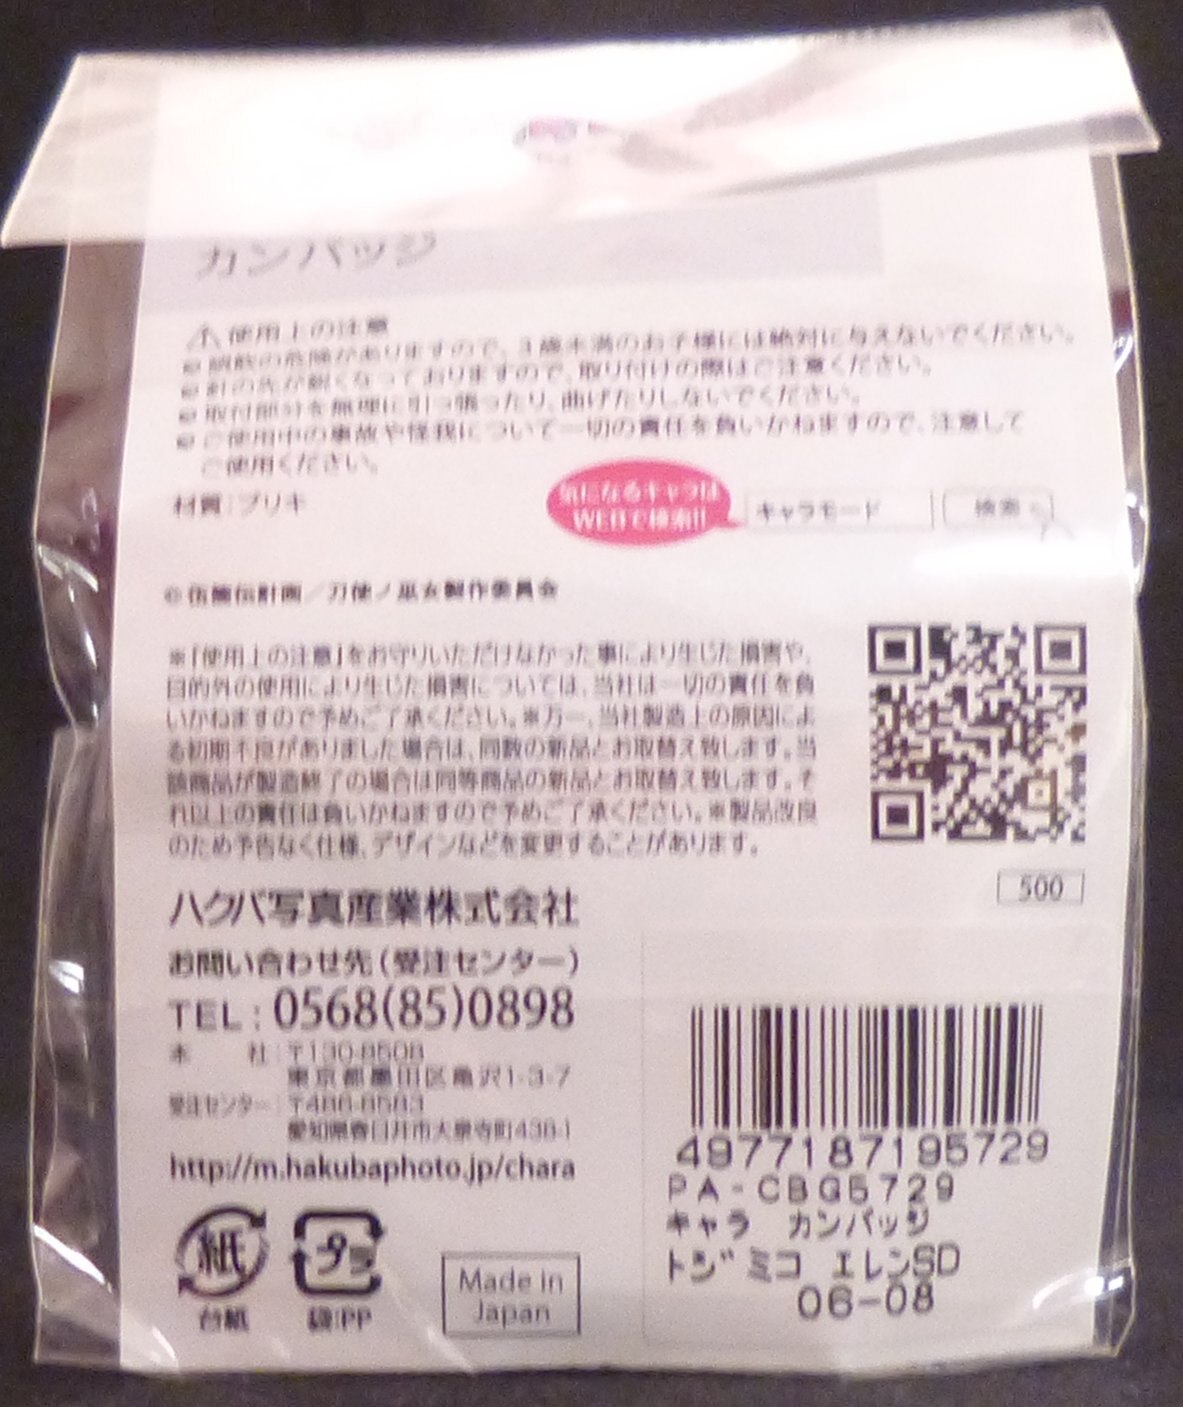 カンバッジ
⚠使用上の注意
●誤飲の危険がありますので、3歳未満のお子様には絶対に与えないでください。
●針の先が鋭くなっておりますので、取り付けの際はご注意ください。
●取付部分を無理に引っ張ったり、曲げたりしないでください。
●ご使用中の事故や怪我について一切の責任を負いかねますので、注意して
ご使用ください。
材質:ブリキ
気になるキャラは
WEBで検索!!
キャラモード
検索
©伍箇伝計画/刀使ノ巫女製作委員会
※「使用上の注意」をお守りいただけなかった事により生じた損害や、
目的外の使用により生じた損害については、当社は一切の責任を負
いかねますので予めご了承ください。※万一、当社製造上の原因によ
る初期不良がありました場合は、同数の新品とお取替え致します。当
該商品が製造終了の場合は同等商品の新品とお取替え致します。そ
れ以上の責任は負いかねますので予めご了承ください。※製品改良
のため予告なく仕様、デザインなどを変更することがあります。
500
ハクバ写真産業株式会社
お問い合わせ先(受注センター)
TEL:0568(85)0898
本 社:〒130-8508
東京都墨田区亀沢1-3-7
受注センター:〒486-8583
愛知県春日井市大泉寺町438-1
http://m.hakubaphoto.jp/chara
紙
台紙
プラ
袋:PP
Made in
Japan
4977187195729
PA-CBG5729
キャラ カンバッジ
トジミコ エレンSD
06-08